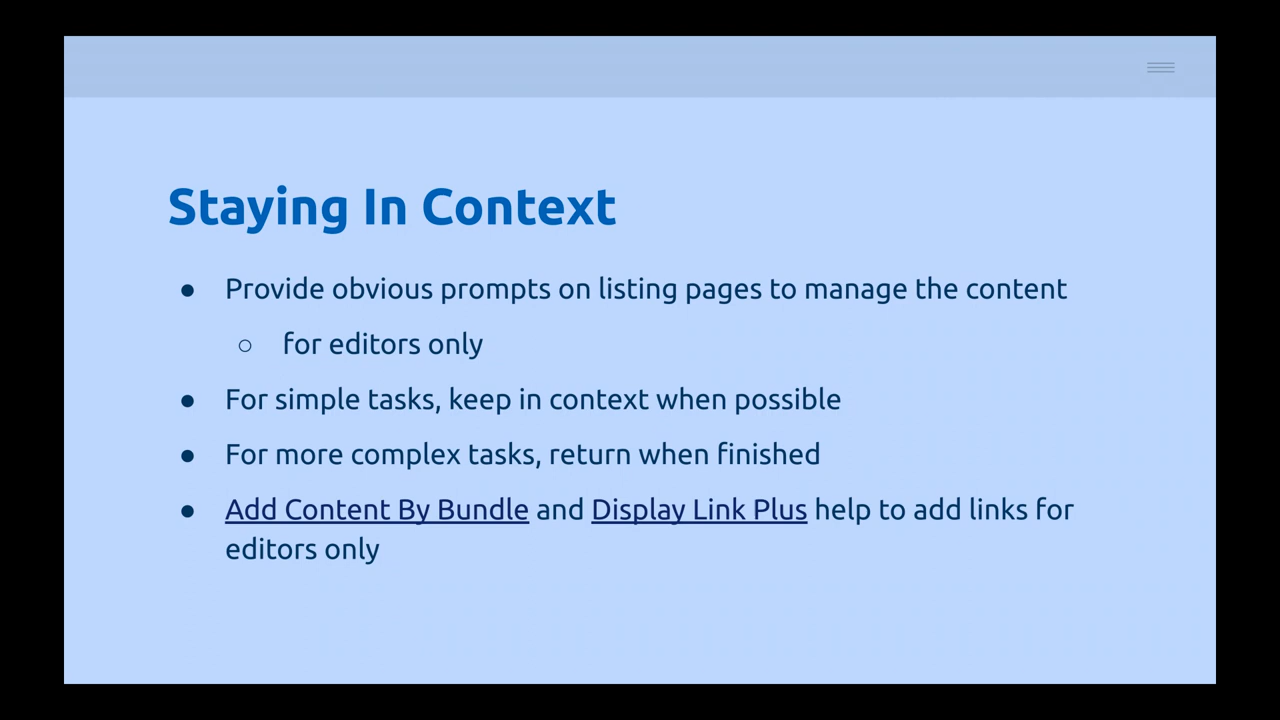 Staying In Context
● Provide obvious prompts on listing pages to manage the content
○ for editors only
● For simple tasks, keep in context when possible
● For more complex tasks, return when finished
● Add Content By Bundle and Display Link Plus help to add links for
editors only